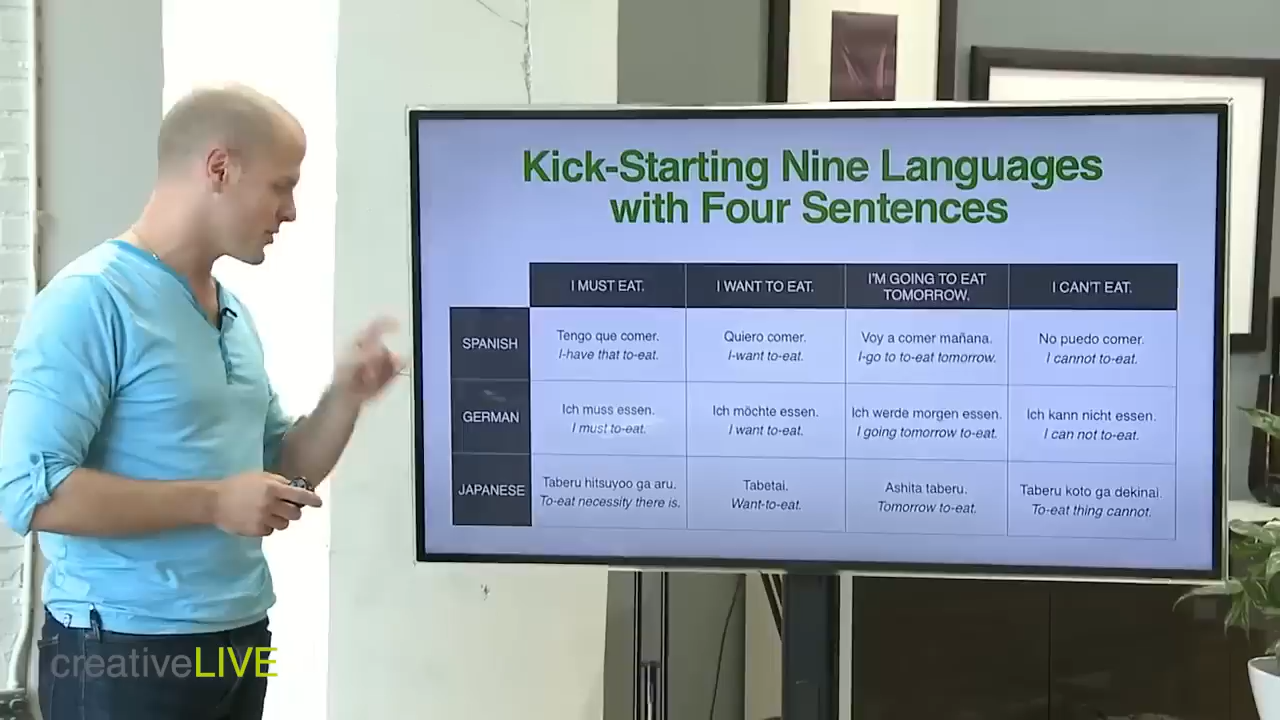 Kick-Starting Nine Languages
with Four Sentences
I MUST EAT.
I WANT TO EAT.
I'M GOING TO EAT
TOMORROW.
I CAN'T EAT.
SPANISH
Tengo que comer.
I-have that to-eat.
Quiero comer.
I-want to-eat.
Voy a comer mañana.
I-go to to-eat tomorrow.
No puedo comer.
I cannot to-eat.
GERMAN
Ich muss essen.
I must to-eat.
Ich möchte essen.
I want to-eat.
Ich werde morgen essen.
I going tomorrow to-eat.
Ich kann nicht essen.
I can not to-eat.
JAPANESE
Taberu hitsuyoo ga aru.
To-eat necessity there is.
Tabetai.
Want-to-eat.
Ashita taberu.
Tomorrow to-eat.
Taberu koto ga dekinai.
To-eat thing cannot.
creativeLIVE